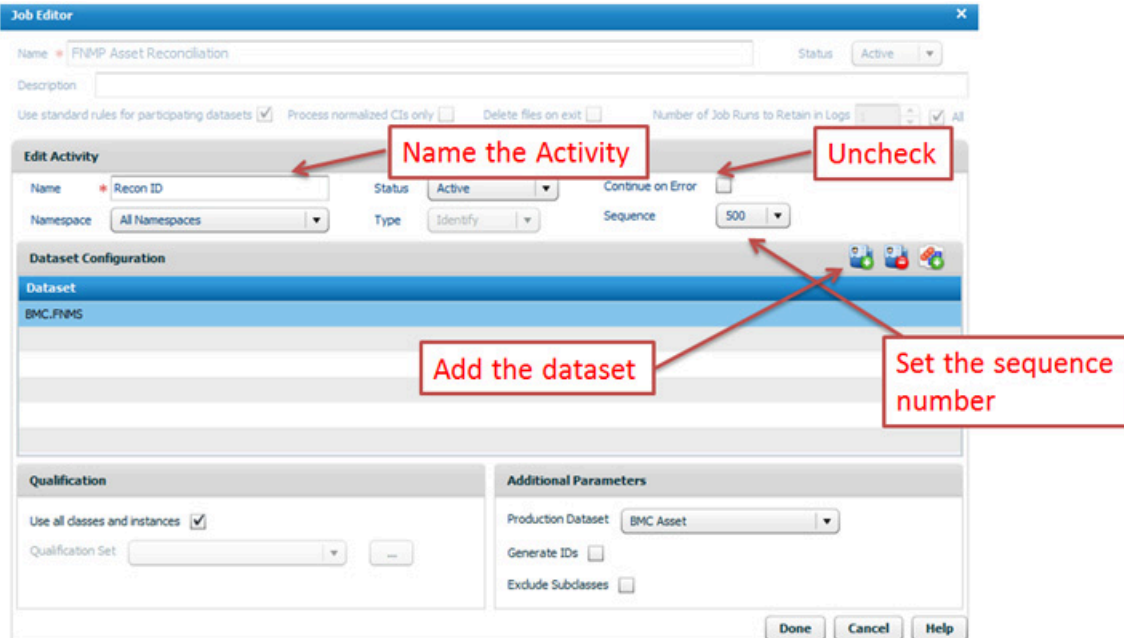 Job Editor
Name * FNMP Asset Reconciliation Status Active
Description
Use standard rules for participating datasets Process normalized CIs only Delete files on exit Number of Job Runs to Retain in Logs 1 All
Edit Activity
Name the Activity
Uncheck
Name * Recon ID Status Active Continue on Error
Namespace All Namespaces Type Identify Sequence 500
Dataset Configuration
Dataset
BMC.FNMS
Add the dataset
Set the sequence
number
Qualification
Additional Parameters
Use all classes and instances
Production Dataset BMC Asset
Qualification Set ...
Generate IDs
Exclude Subclasses
Done Cancel Help